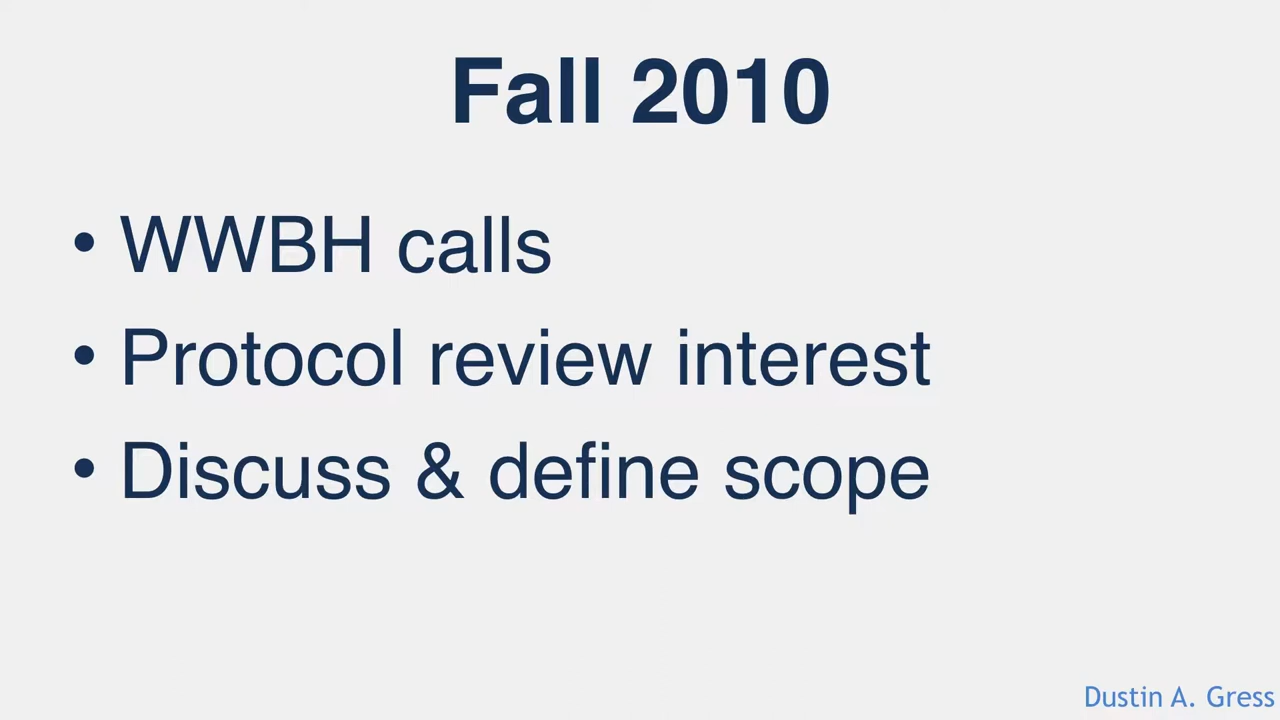 Fall 2010
• WWBH calls
• Protocol review interest
• Discuss & define scope
Dustin A. Gress